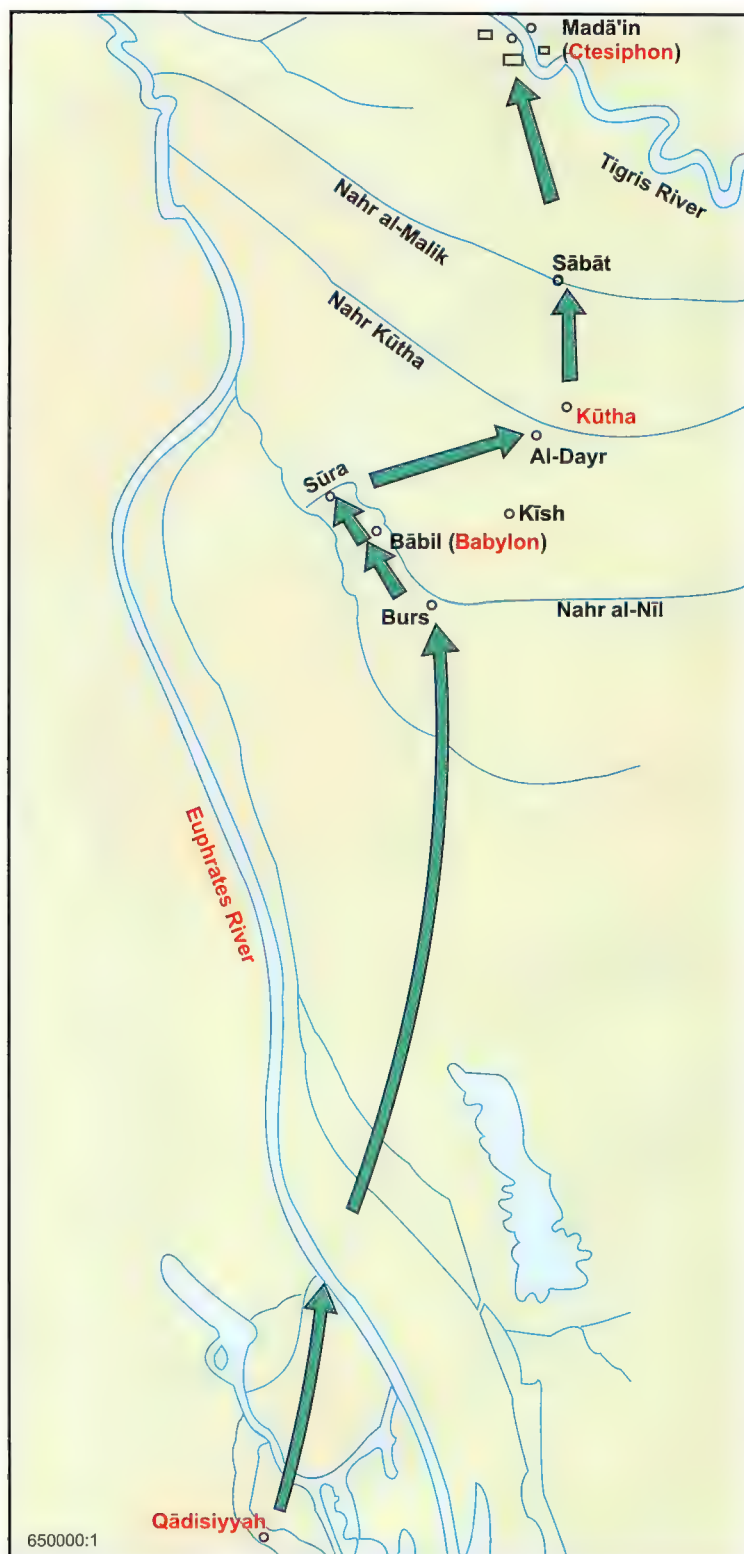 Madā'in
(Ctesiphon)
Tigris River
Nahr al-Malik
Sābāt
Nahr Kūtha
Kūtha
Al-Dayr
Sūra
Kīsh
Bābil (Babylon)
Burs
Nahr al-Nīl
Euphrates River
Qādisiyyah
650000:1